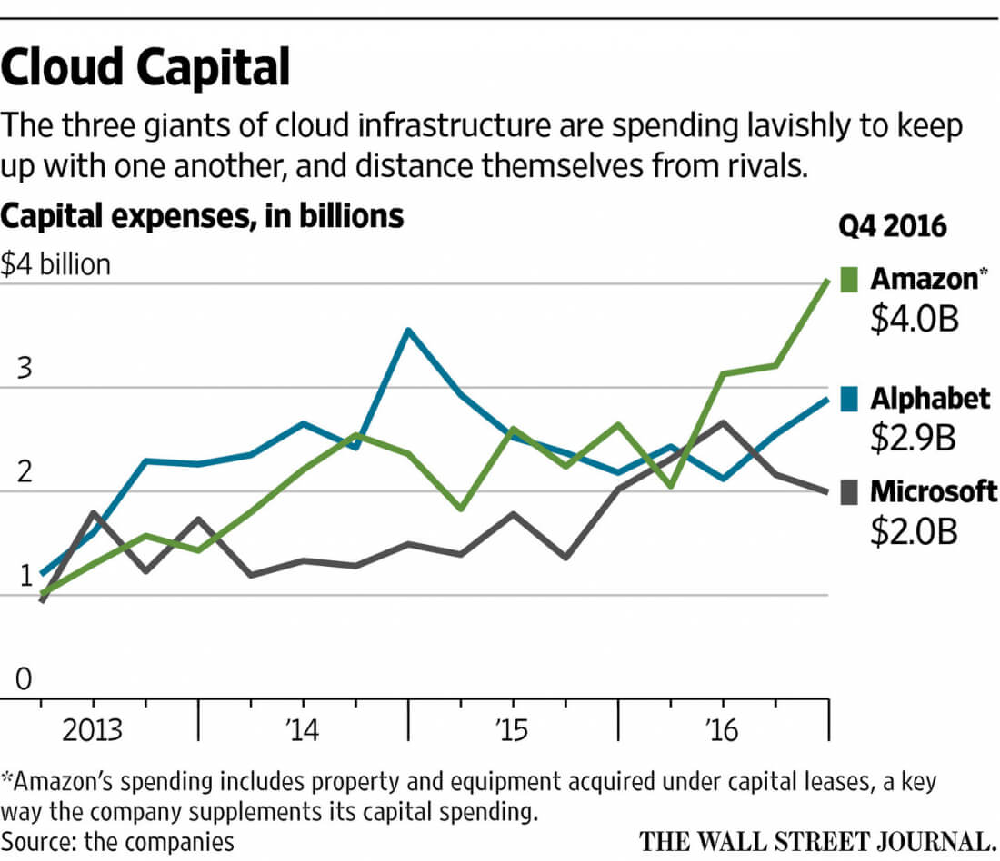 Cloud Capital
The three giants of cloud infrastructure are spending lavishly to keep
up with one another, and distance themselves from rivals.
Capital expenses, in billions
Q4 2016
$4 billion
Amazon*
$4.0B
3
Alphabet
$2.9B
2
Microsoft
$2.0B
1
0
2013 '14 '15 '16
*Amazon's spending includes property and equipment acquired under capital leases, a key
way the company supplements its capital spending.
Source: the companies
THE WALL STREET JOURNAL.